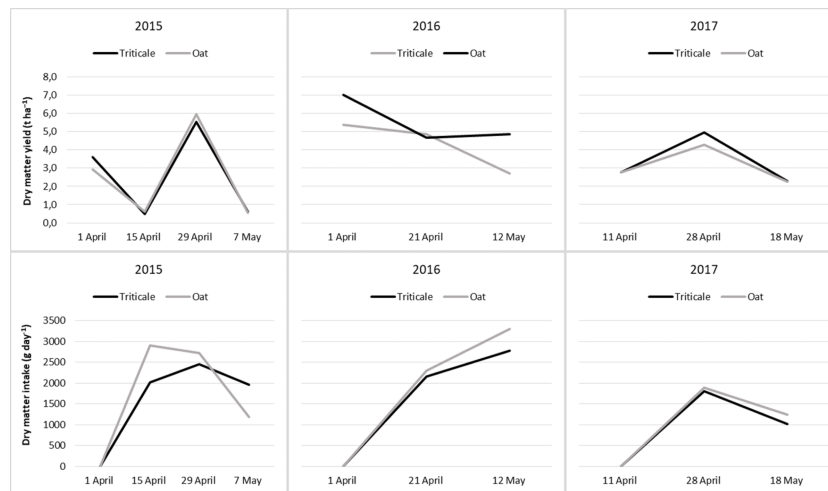 2015
Triticale Oat
2016
Triticale Oat
2017
Triticale Oat
Dry matter yield (t ha⁻¹)
8,0
7,0
6,0
5,0
4,0
3,0
2,0
1,0
0,0
1 April 15 April 29 April 7 May
1 April 21 April 12 May
11 April 28 April 18 May
2015
Triticale Oat
2016
Triticale Oat
2017
Triticale Oat
Dry matter intake (g day⁻¹)
3500
3000
2500
2000
1500
1000
500
0
1 April 15 April 29 April 7 May
1 April 21 April 12 May
11 April 28 April 18 May